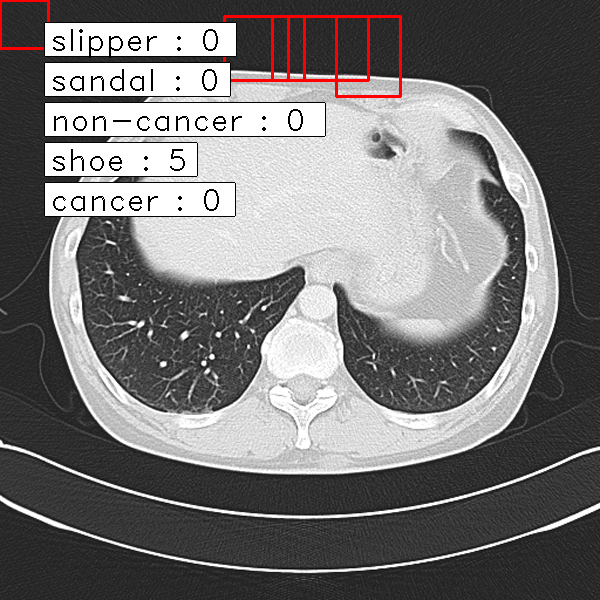 slipper : 0
sandal : 0
non-cancer : 0
shoe : 5
cancer : 0